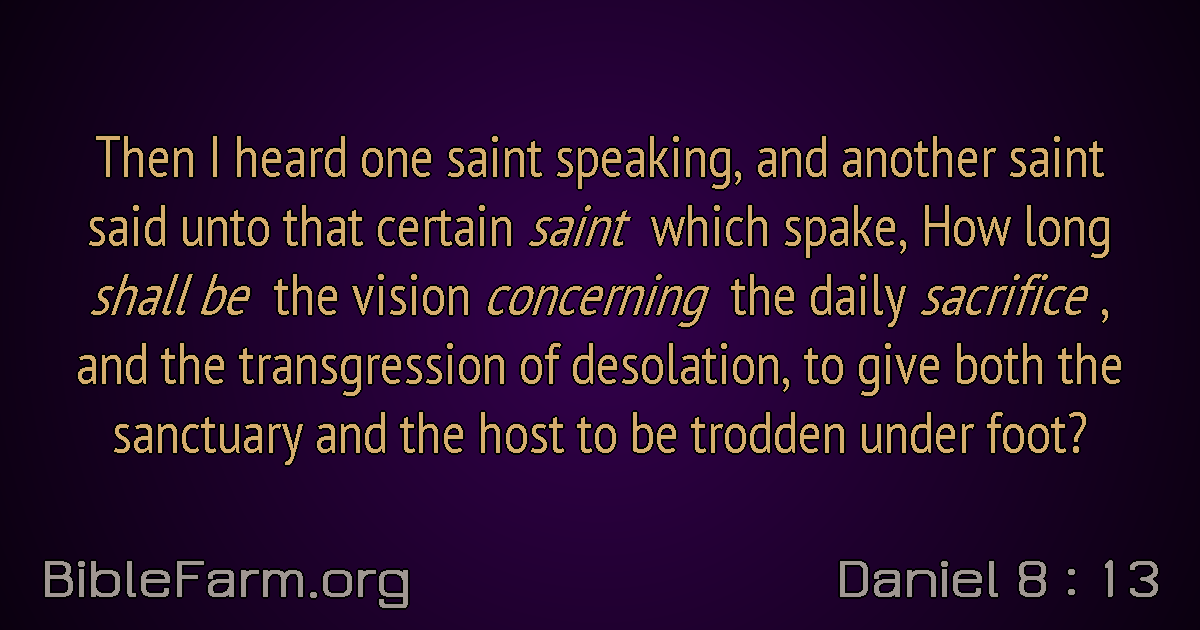 Then I heard one saint speaking, and another saint
said unto that certain saint which spake, How long
shall be the vision concerning the daily sacrifice ,
and the transgression of desolation, to give both the
sanctuary and the host to be trodden under foot?
BibleFarm.org
Daniel 8 : 13